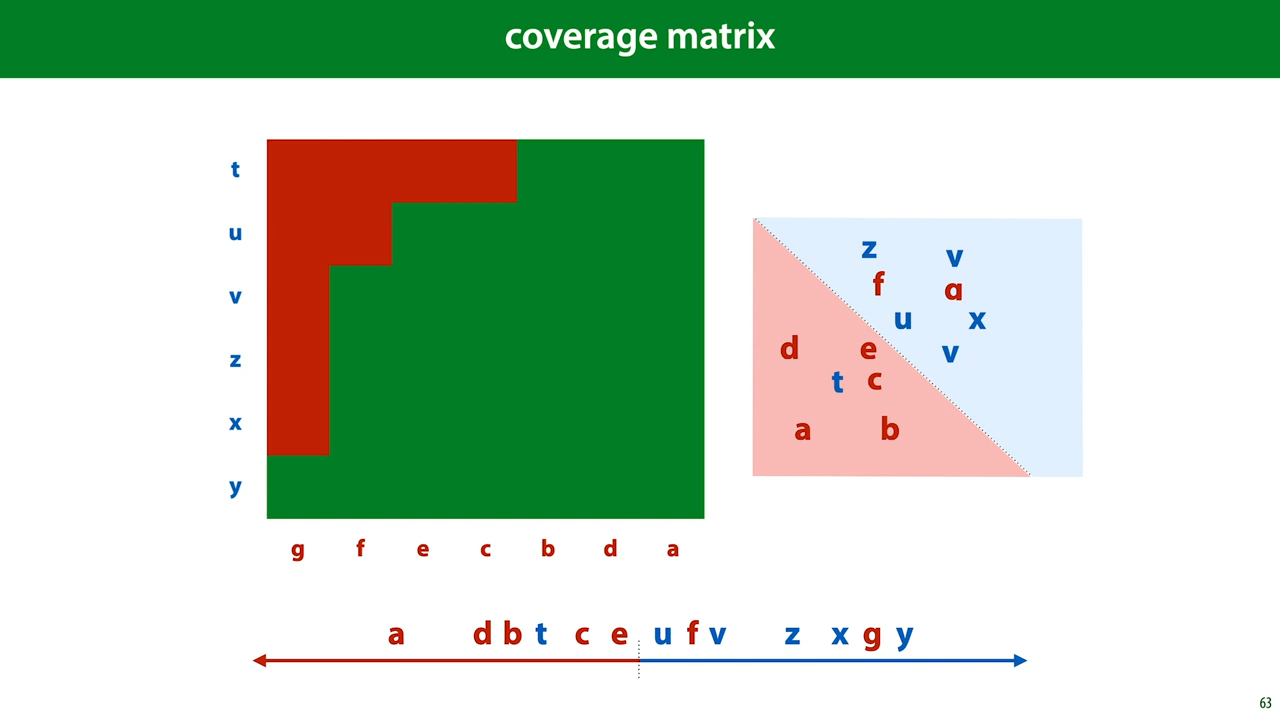 coverage matrix
t
u
v
z
x
y
g f e c b d a
z v
f ɑ
u x
d e v
t c
a b
a d b t c e u f v z x g y
63